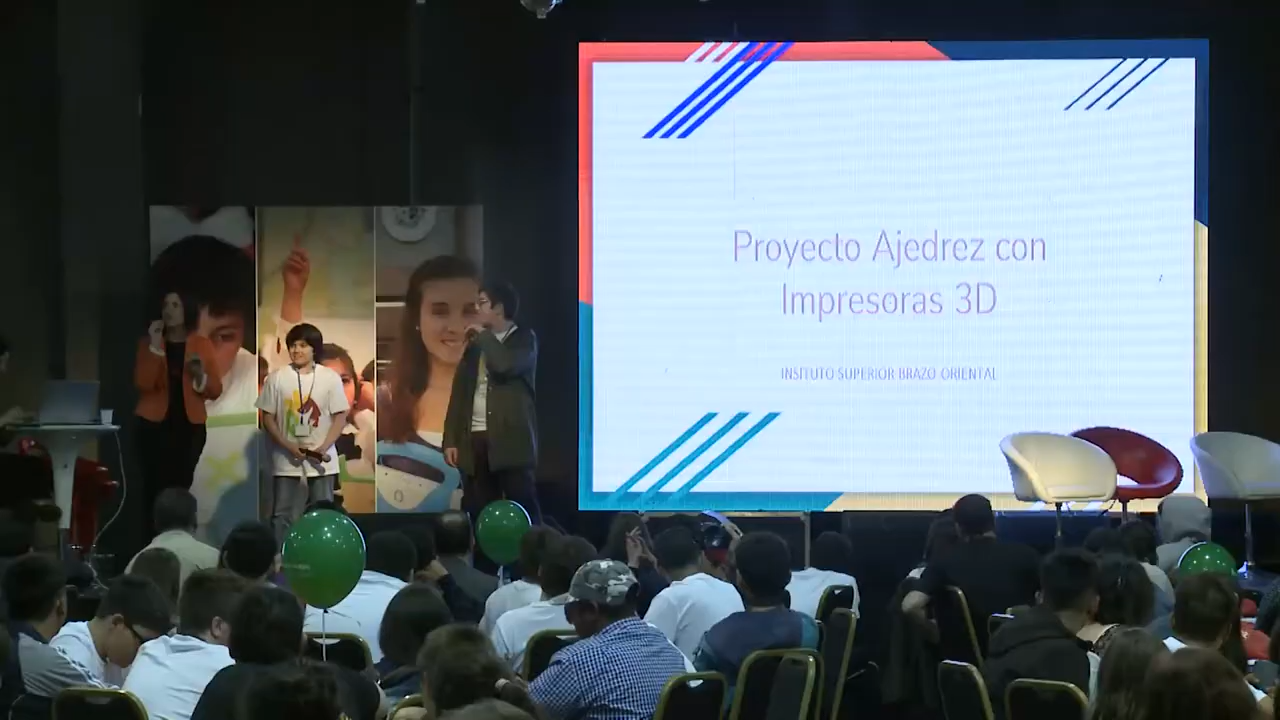 Proyecto Ajedrez con
Impresoras 3D
INSITUTO SUPERIOR BRAZO ORIENTAL